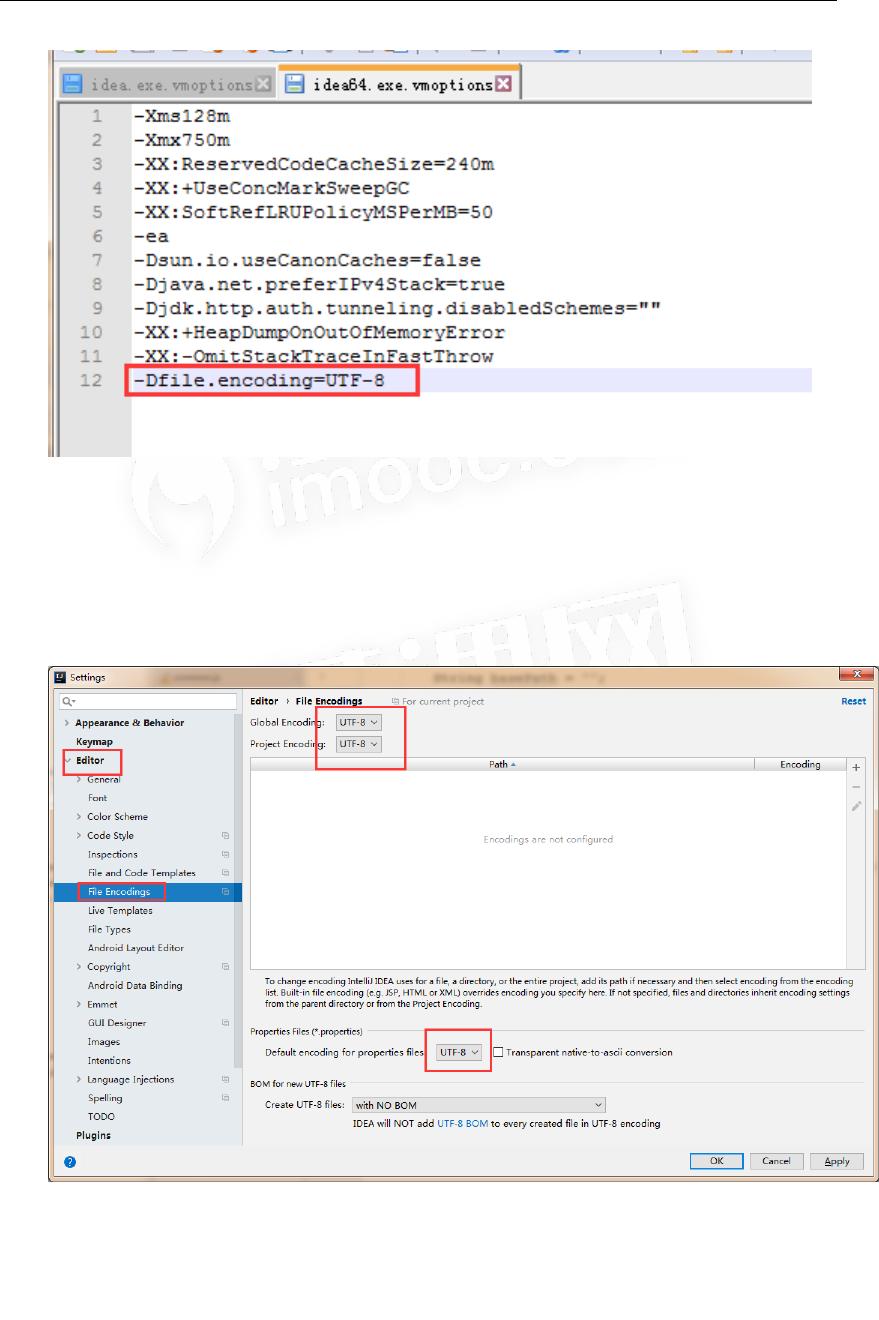 idea.exe.vmoptions
idea64.exe.vmoptions
1 -Xms128m
2 -Xmx750m
3 -XX:ReservedCodeCacheSize=240m
4 -XX:+UseConcMarkSweepGC
5 -XX:SoftRefLRUPolicyMSPerMB=50
6 -ea
7 -Dsun.io.useCanonCaches=false
8 -Djava.net.preferIPv4Stack=true
9 -Djdk.http.auth.tunneling.disabledSchemes=""
10 -XX:+HeapDumpOnOutOfMemoryError
11 -XX:-OmitStackTraceInFastThrow
12 -Dfile.encoding=UTF-8
imooc.
Settings
String basePath = "";
Appearance & Behavior
Keymap
Editor
General
Font
Color Scheme
Code Style
Inspections
File and Code Templates
File Encodings
Live Templates
File Types
Android Layout Editor
Copyright
Android Data Binding
Emmet
GUI Designer
Images
Intentions
Language Injections
Spelling
TODO
Plugins
Editor › File Encodings For current project Reset
Global Encoding: UTF-8
Project Encoding: UTF-8
Path Encoding
Encodings are not configured
To change encoding IntelliJ IDEA uses for a file, a directory, or the entire project, add its path if necessary and then select encoding from the encoding
list. Built-in file encoding (e.g. JSP, HTML or XML) overrides encoding you specify here. If not specified, files and directories inherit encoding settings
from the parent directory or from the Project Encoding.
Properties Files (*.properties)
Default encoding for properties files: UTF-8 Transparent native-to-ascii conversion
BOM for new UTF-8 files
Create UTF-8 files: with NO BOM
IDEA will NOT add UTF-8 BOM to every created file in UTF-8 encoding
? OK Cancel Apply